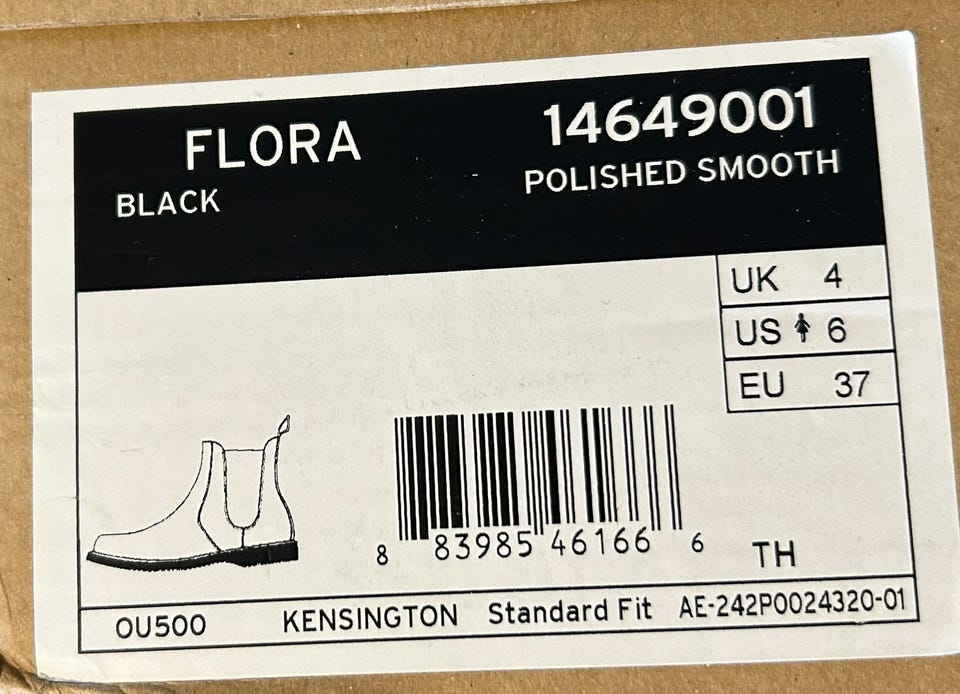 FLORA 14649001
BLACK POLISHED SMOOTH
UK 4
US 6
EU 37
8 83985 46166 6 TH
OU500 KENSINGTON Standard Fit AE-242P0024320-01